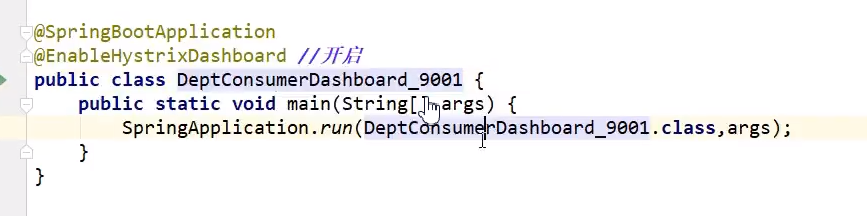 @SpringBootApplication
@EnableHystrixDashboard //开启
public class DeptConsumerDashboard_9001 {
    public static void main(String[] args) {
        SpringApplication.run(DeptConsumerDashboard_9001.class,args);
    }
}